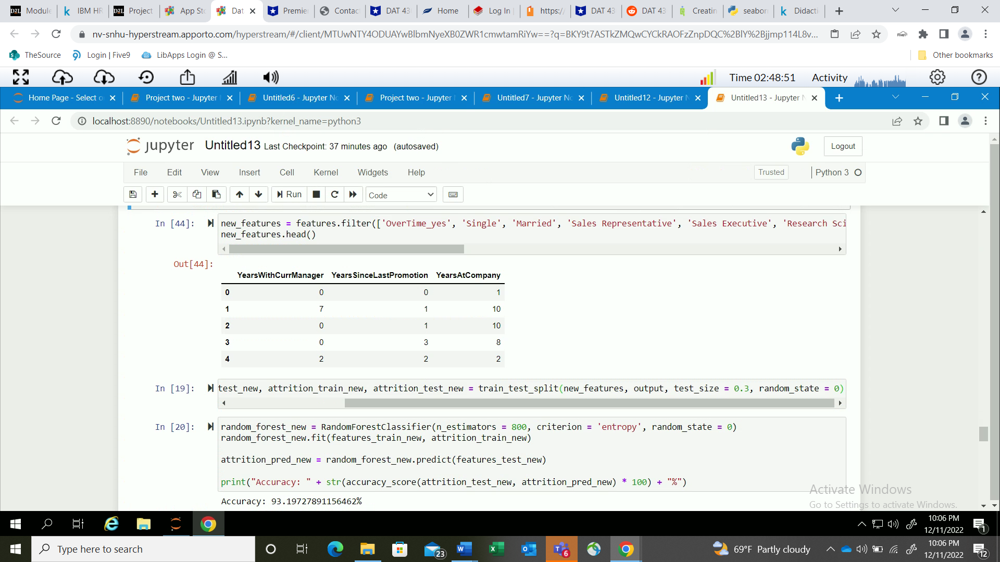 Module
IBM HR
Project
App Sto
Dat
Premie
Contac
DAT 43
Home
Log In
https:/
DAT 43
DAT 43
Creatin
seabor
Didacti
nv-snhu-hyperstream.apporto.com/hyperstream/#/client/MTUwNTY4ODUAYwBlbmNyeXB0ZWR1cmwtamRiYw==?q=BKY9t7ASTkZMQwCYCkRAOFzZnpDQC%2BlY%2Bjjmp114L8v...
TheSource
Login | Five9
LibApps Login @ S...
Other bookmarks
Time 02:48:51
Activity
Home Page - Select o
Project two - Jupyter
Untitled6 - Jupyter No
Project two - Jupyter
Untitled7 - Jupyter No
Untitled12 - Jupyter N
Untitled13 - Jupyter N
localhost:8890/notebooks/Untitled13.ipynb?kernel_name=python3
jupyter Untitled13 Last Checkpoint: 37 minutes ago (autosaved)
Logout
File Edit View Insert Cell Kernel Widgets Help
Trusted
Python 3
Run
Code
In [44]: new_features = features.filter(['OverTime_yes', 'Single', 'Married', 'Sales Representative', 'Sales Executive', 'Research Sci
new_features.head()
Out[44]:
YearsWithCurrManager YearsSinceLastPromotion YearsAtCompany
0 0 0 1
1 7 1 10
2 0 1 10
3 0 3 8
4 2 2 2
In [19]: test_new, attrition_train_new, attrition_test_new = train_test_split(new_features, output, test_size = 0.3, random_state = 0)
In [20]: random_forest_new = RandomForestClassifier(n_estimators = 800, criterion = 'entropy', random_state = 0)
random_forest_new.fit(features_train_new, attrition_train_new)
attrition_pred_new = random_forest_new.predict(features_test_new)
print("Accuracy: " + str(accuracy_score(attrition_test_new, attrition_pred_new) * 100) + "%")
Accuracy: 93.19727891156462%
Activate Windows
Go to Settings to activate Windows.
10:06 PM
12/11/2022
1
Type here to search
23
6
69°F Partly cloudy
10:06 PM
12/11/2022
12